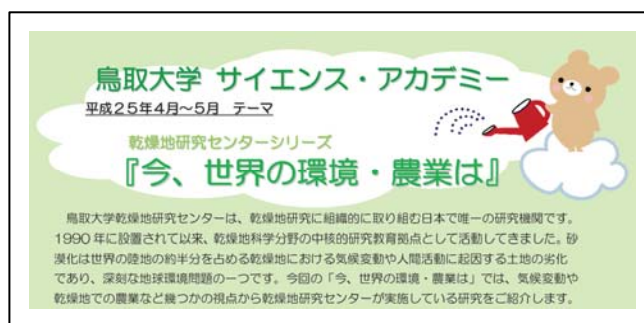 鳥取大学 サイエンス・アカデミー
平成25年4月~5月 テーマ
乾燥地研究センターシリーズ
『今、世界の環境・農業は』
鳥取大学乾燥地研究センターは、乾燥地研究に組織的に取り組む日本で唯一の研究機関です。
1990年に設置されて以来、乾燥地科学分野の中核的研究教育拠点として活動してきました。砂
漠化は世界の陸地の約半分を占める乾燥地における気候変動や人間活動に起因する土地の劣化
であり、深刻な地球環境問題の一つです。今回の「今、世界の環境・農業は」では、気候変動や
乾燥地での農業など幾つかの視点から乾燥地研究センターが実施している研究をご紹介します。